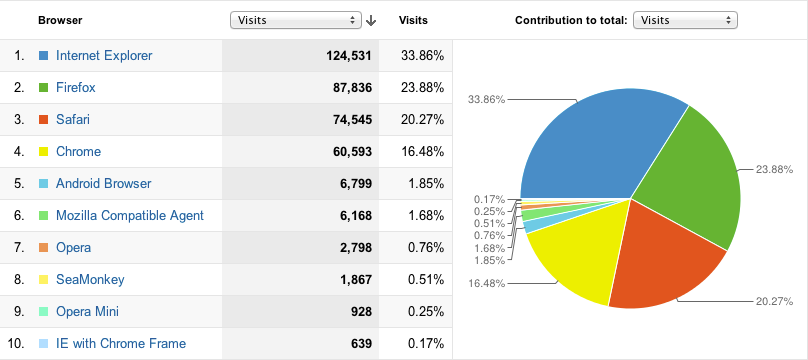 Browser Visits Visits Contribution to total: Visits
1. Internet Explorer 124,531 33.86%
2. Firefox 87,836 23.88%
3. Safari 74,545 20.27%
4. Chrome 60,593 16.48%
5. Android Browser 6,799 1.85%
6. Mozilla Compatible Agent 6,168 1.68%
7. Opera 2,798 0.76%
8. SeaMonkey 1,867 0.51%
9. Opera Mini 928 0.25%
10. IE with Chrome Frame 639 0.17%
33.86%
23.88%
0.17%
0.25%
0.51%
0.76%
1.68%
1.85%
16.48%
20.27%